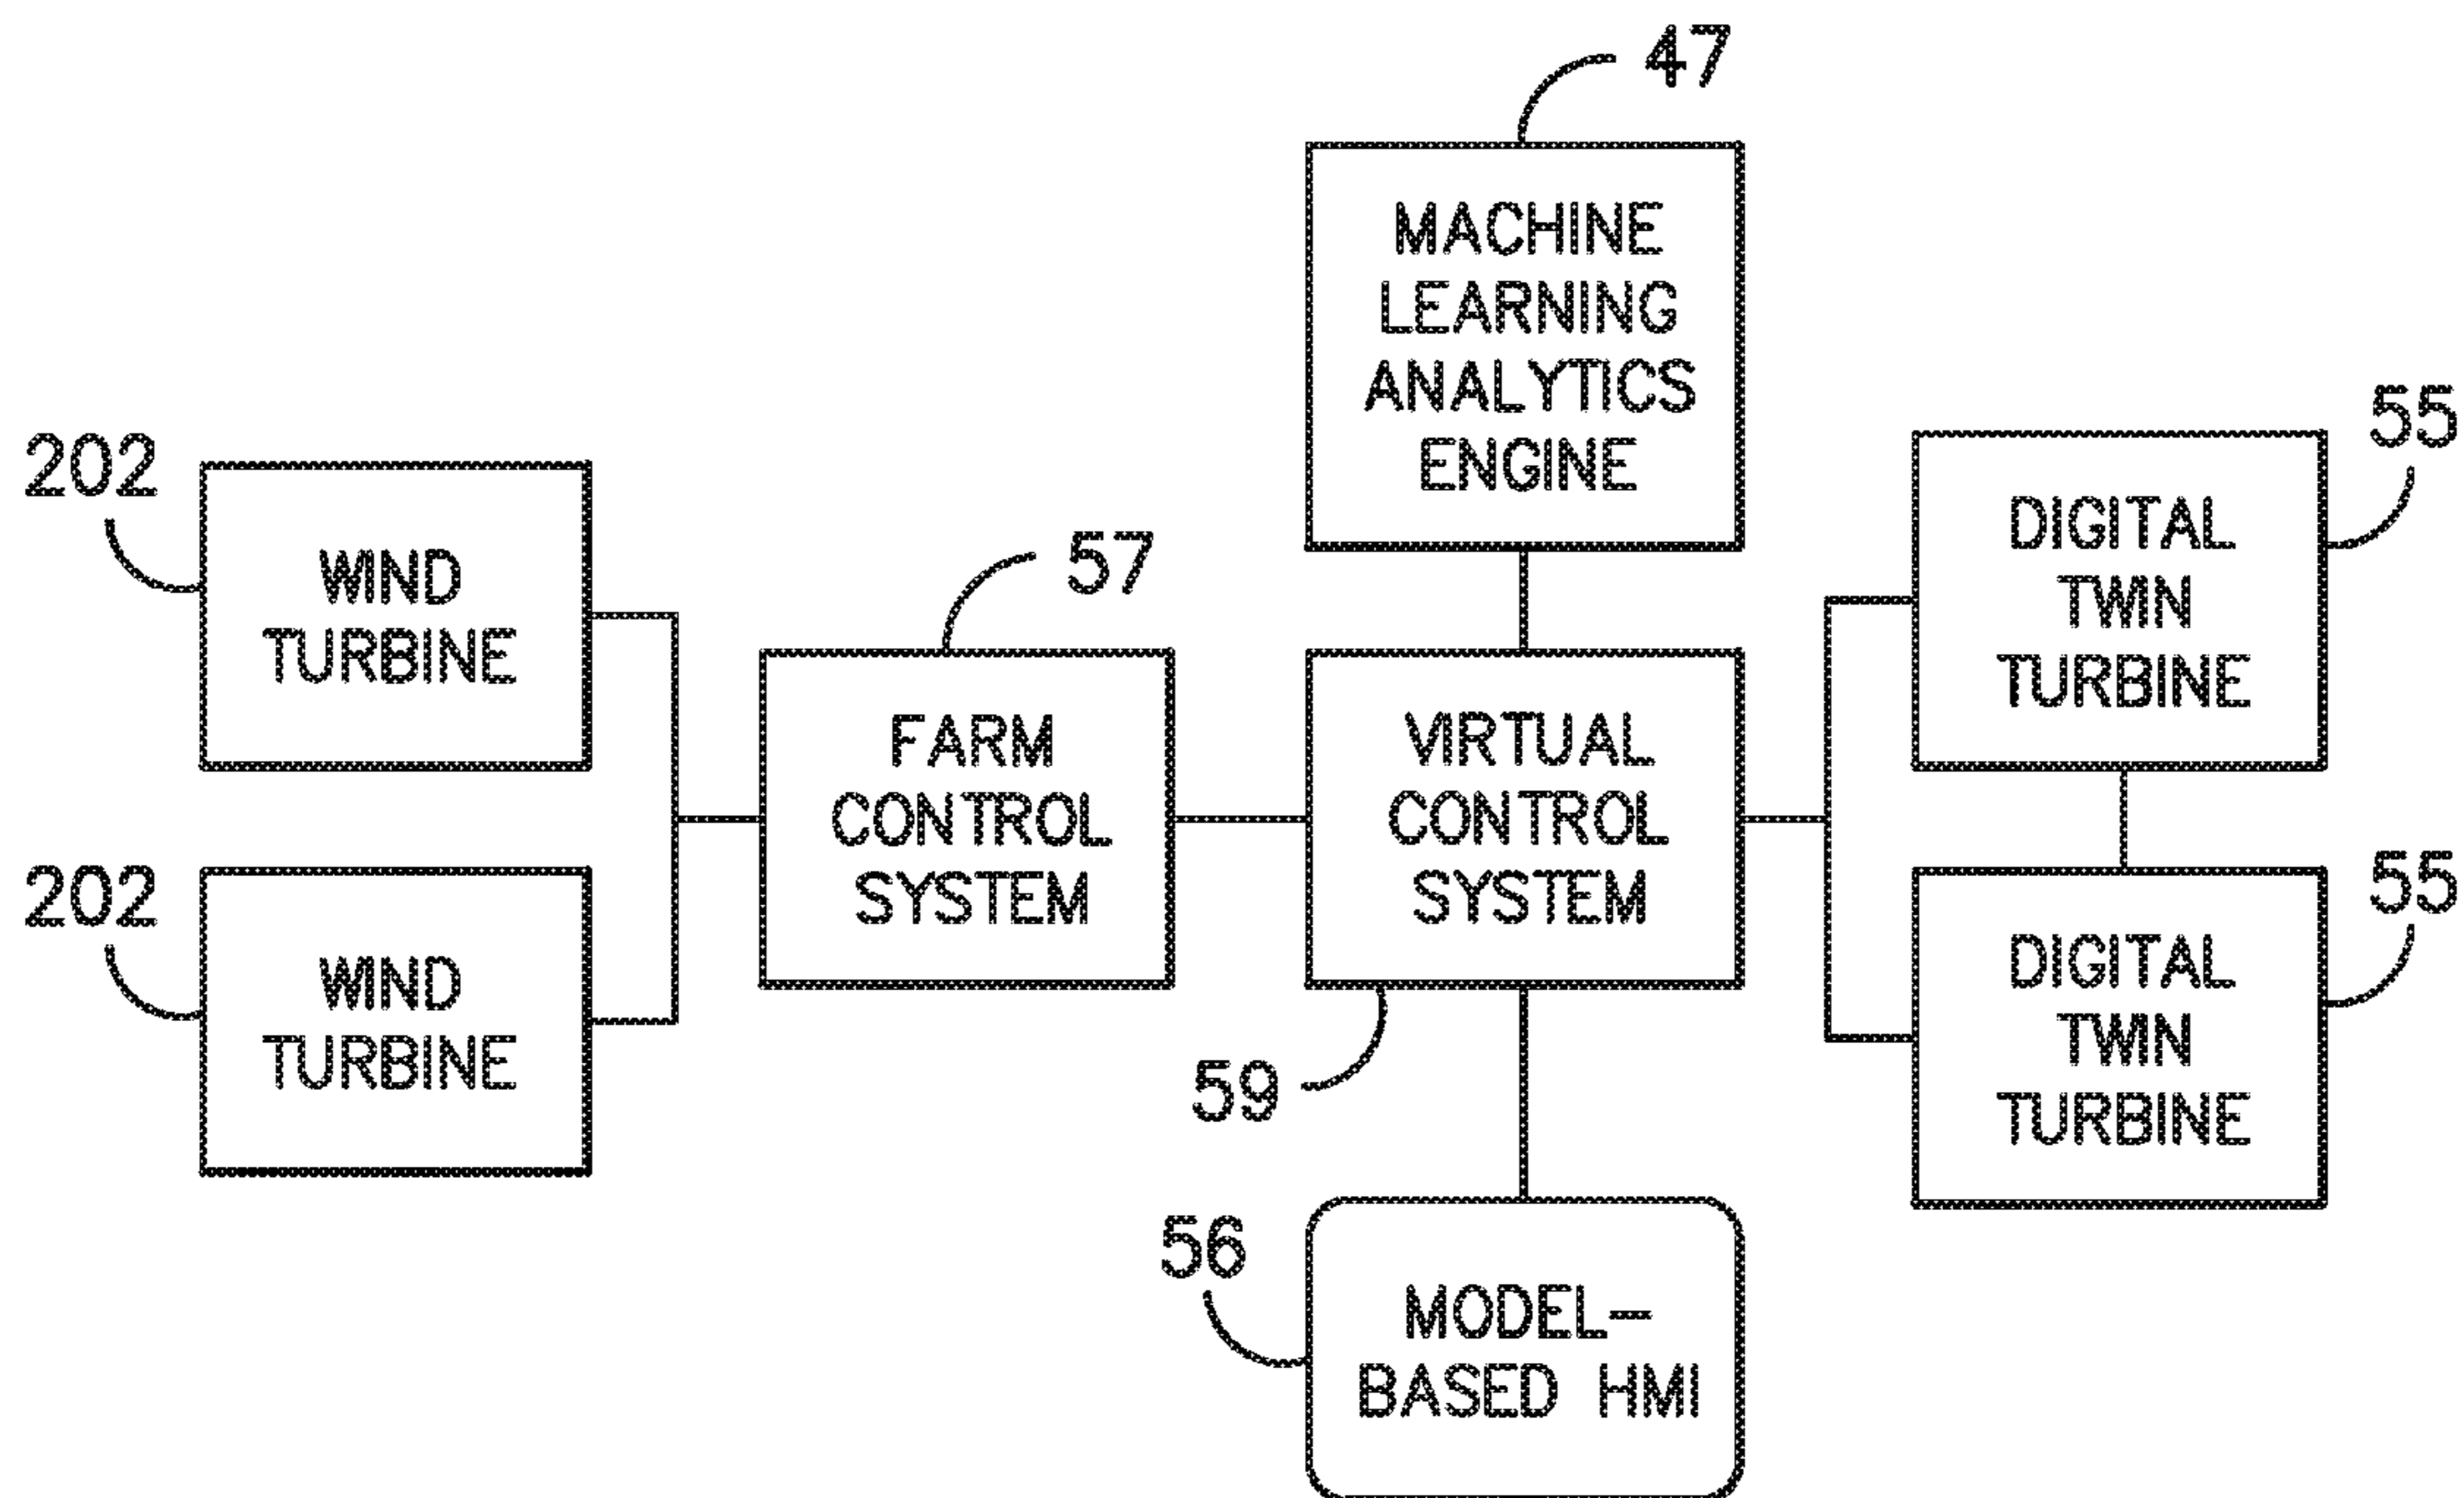 47
MACHINE
LEARNING
ANALYTICS
ENGINE
202
WIND
TURBINE
202
WIND
TURBINE
57
FARM
CONTROL
SYSTEM
VIRTUAL
CONTROL
SYSTEM
59
55
DIGITAL
TWIN
TURBINE
55
DIGITAL
TWIN
TURBINE
56
MODEL-
BASED HMI